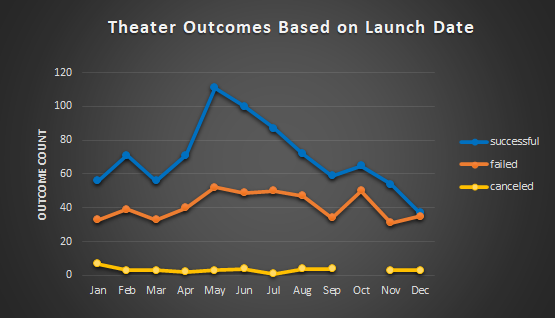 Theater Outcomes Based on Launch Date
120
100
80
60
40
20
0
OUTCOME COUNT
Jan Feb Mar Apr May Jun Jul Aug Sep Oct Nov Dec
successful
failed
canceled